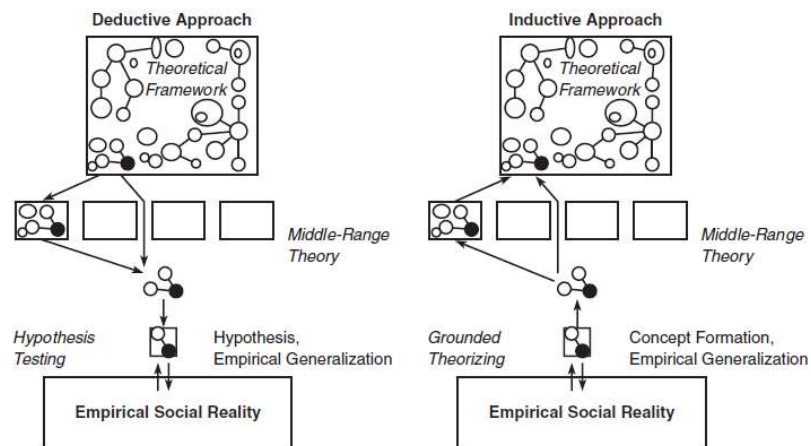 Deductive Approach
Theoretical
Framework
Middle-Range
Theory
Hypothesis
Testing
Hypothesis,
Empirical Generalization
Empirical Social Reality
Inductive Approach
Theoretical
Framework
Middle-Range
Theory
Grounded
Theorizing
Concept Formation,
Empirical Generalization
Empirical Social Reality